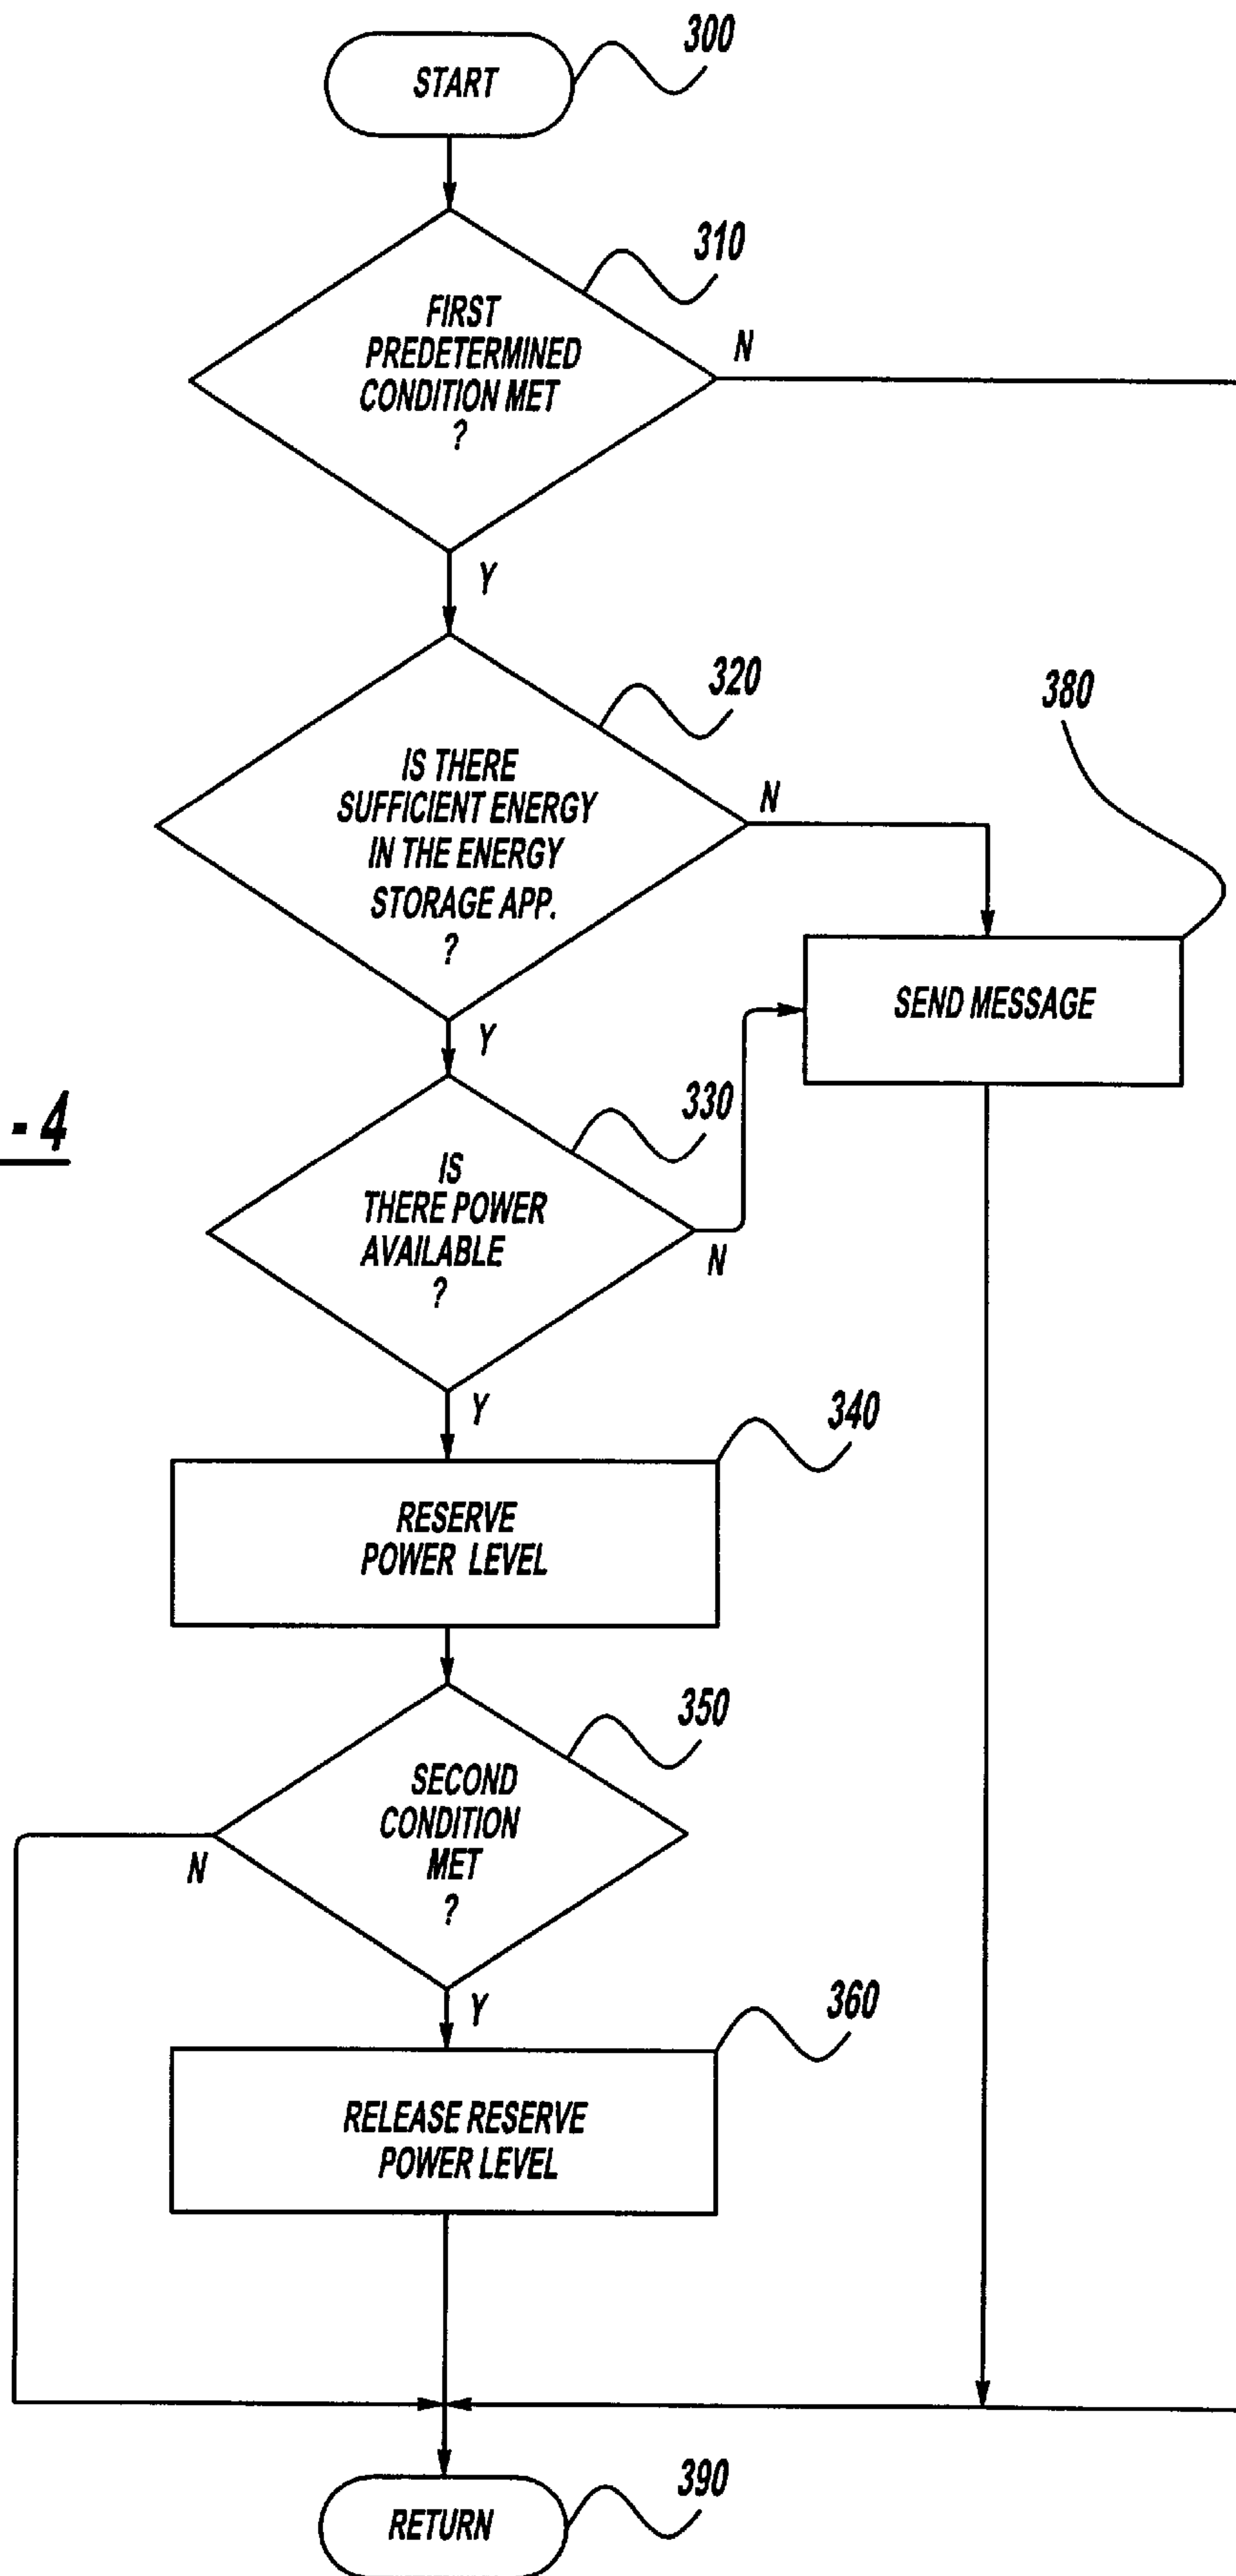 300
START
310
FIRST
PREDETERMINED
CONDITION MET
?
N
Y
320
IS THERE
SUFFICIENT ENERGY
IN THE ENERGY
STORAGE APP.
?
N
380
SEND MESSAGE
Y
- 4
330
IS
THERE POWER
AVAILABLE
?
N
Y
340
RESERVE
POWER LEVEL
350
SECOND
CONDITION
MET
?
N
Y
360
RELEASE RESERVE
POWER LEVEL
390
RETURN